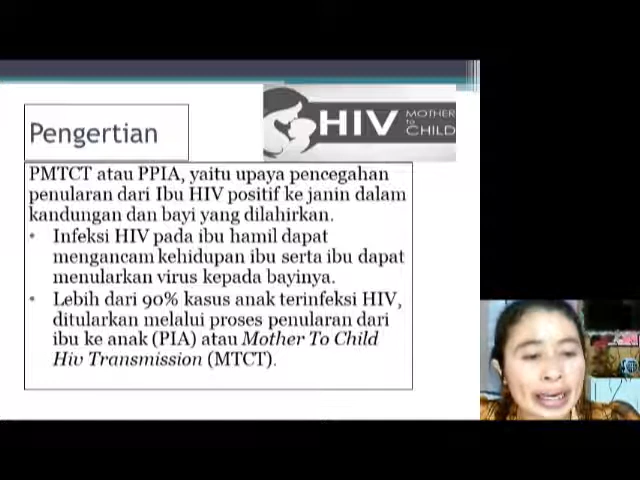 Pengertian
HIV MOTHER
to
CHILD
PMTCT atau PPIA, yaitu upaya pencegahan
penularan dari Ibu HIV positif ke janin dalam
kandungan dan bayi yang dilahirkan.
• Infeksi HIV pada ibu hamil dapat
mengancam kehidupan ibu serta ibu dapat
menularkan virus kepada bayinya.
• Lebih dari 90% kasus anak terinfeksi HIV,
ditularkan melalui proses penularan dari
ibu ke anak (PIA) atau Mother To Child
Hiv Transmission (MTCT).